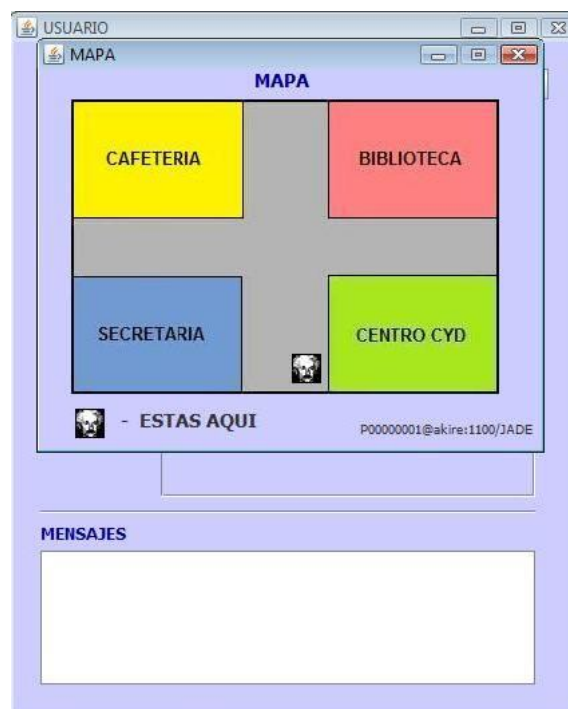 USUARIO
MAPA
MAPA
CAFETERIA
BIBLIOTECA
SECRETARIA
CENTRO CYD
- ESTAS AQUI
P00000001@akire:1100/JADE
MENSAJES